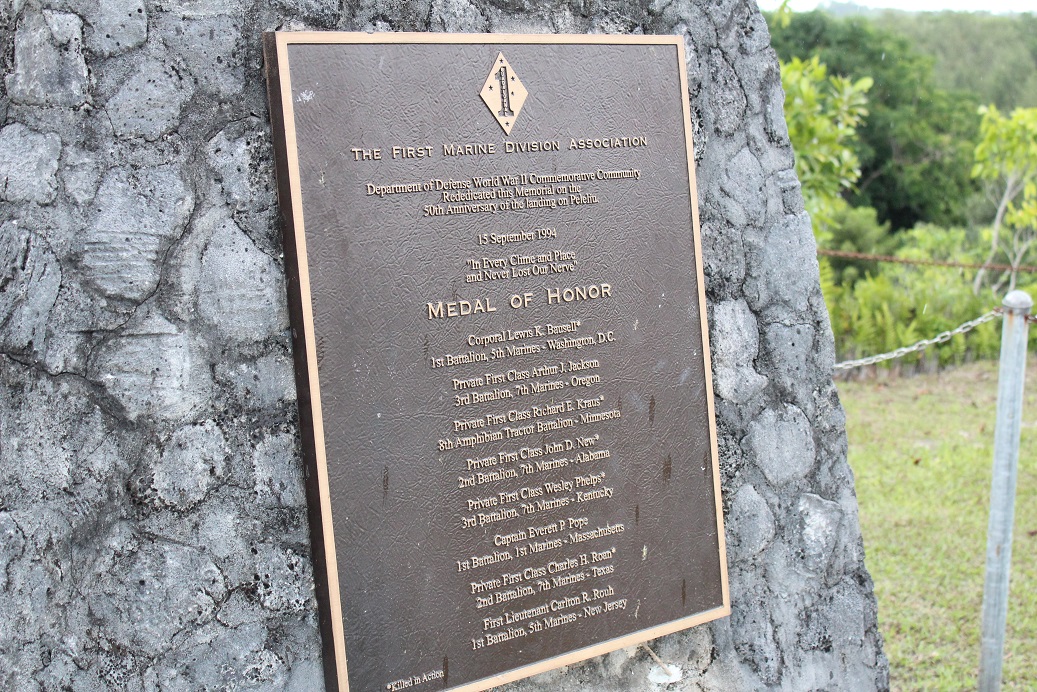 1
THE FIRST MARINE DIVISION ASSOCIATION
Department of Defense World War II Commemorative Community
Rededicated this Memorial on the
50th Anniversary of the landing on Peleliu.
15 September 1994
"In Every Clime and Place
and Never Lost Our Nerve"
MEDAL OF HONOR
Corporal Lewis K. Bausell*
1st Battalion, 5th Marines - Washington, D.C.
Private First Class Arthur J. Jackson
3rd Battalion, 7th Marines - Oregon
Private First Class Richard E. Kraus*
8th Amphibian Tractor Battalion - Minnesota
Private First Class John D. New*
2nd Battalion, 7th Marines - Alabama
Private First Class Wesley Phelps*
3rd Battalion, 7th Marines - Kentucky
Captain Everett P. Pope
1st Battalion, 1st Marines - Massachusetts
Private First Class Charles H. Roan*
2nd Battalion, 7th Marines - Texas
First Lieutenant Carlton R. Rouh
1st Battalion, 5th Marines - New Jersey
*Killed in Action